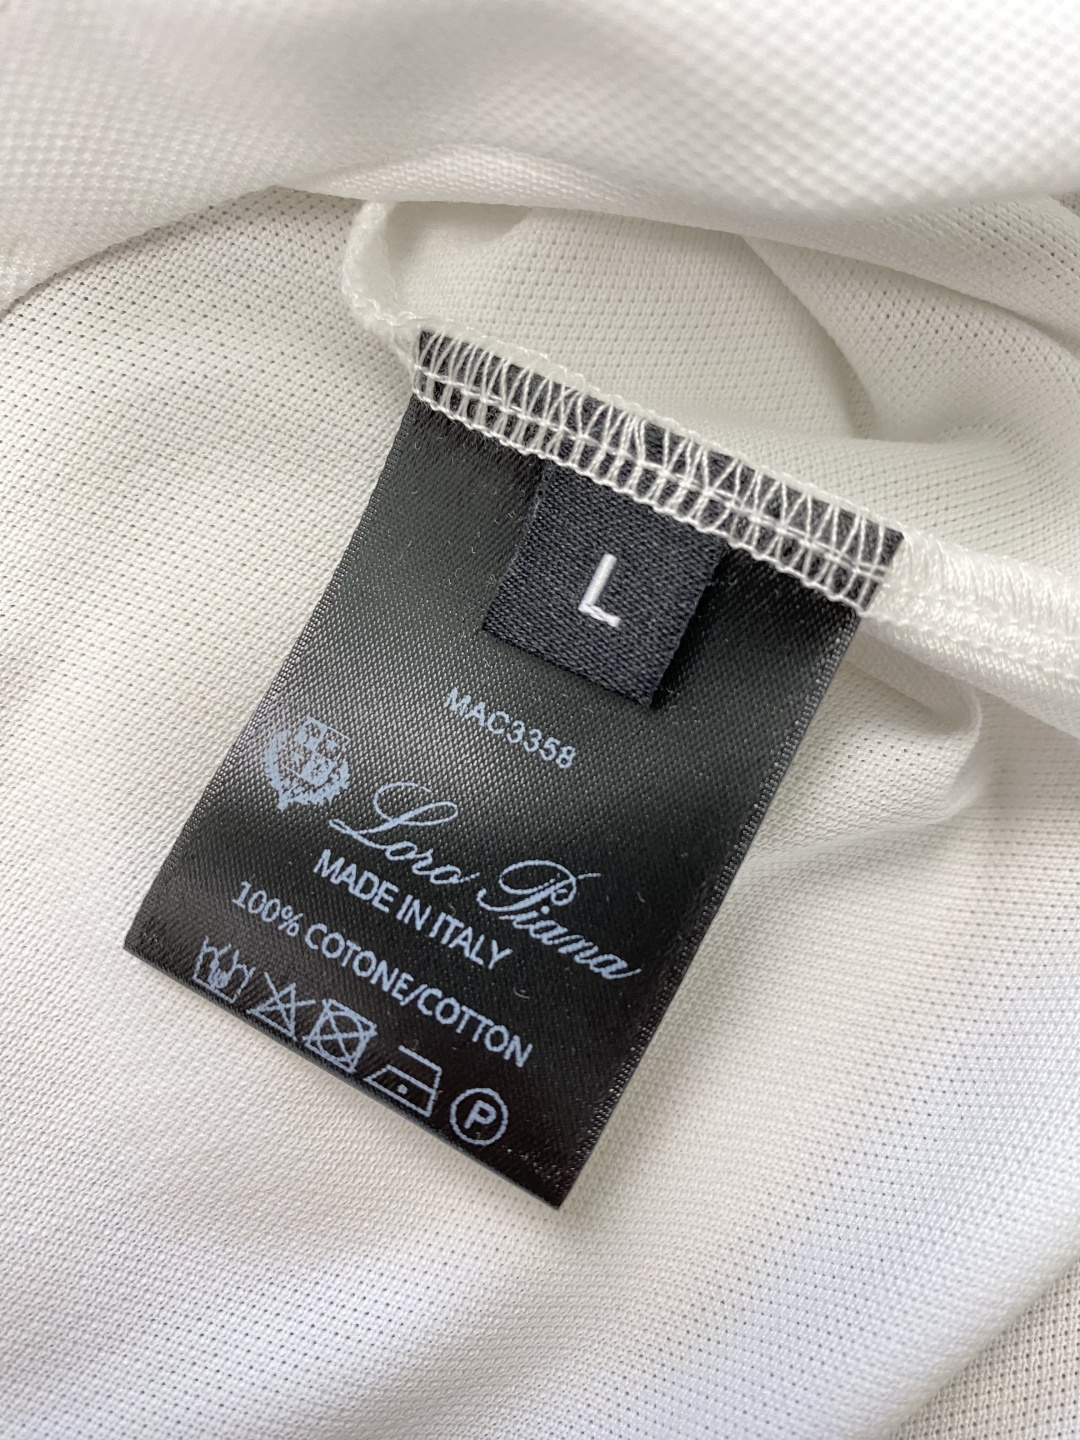 L
MAC3358
Loro Piana
MADE IN ITALY
100% COTONE/COTTON
P